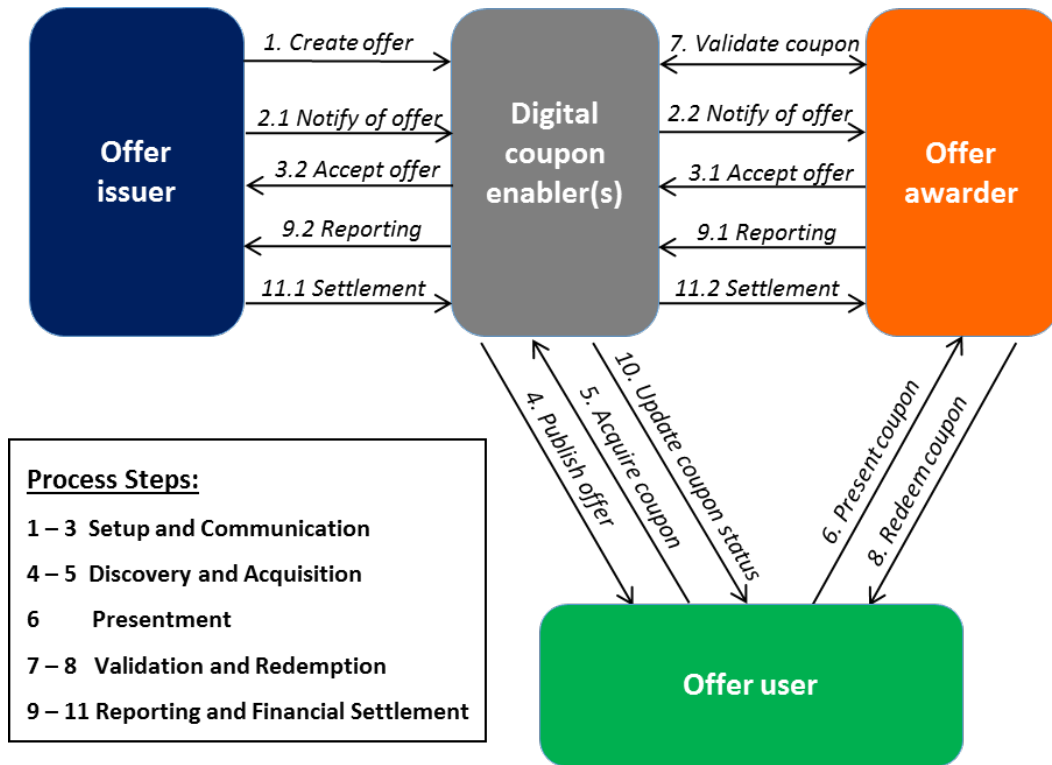 1. Create offer
7. Validate coupon
2.1 Notify of offer
2.2 Notify of offer
Offer
issuer
Digital
coupon
enabler(s)
Offer
awarder
3.2 Accept offer
3.1 Accept offer
9.2 Reporting
9.1 Reporting
11.1 Settlement
11.2 Settlement
4. Publish offer
5. Acquire coupon
10. Update coupon status
6. Present coupon
8. Redeem coupon
Process Steps:
1 – 3 Setup and Communication
4 – 5 Discovery and Acquisition
6 Presentment
7 – 8 Validation and Redemption
9 – 11 Reporting and Financial Settlement
Offer user